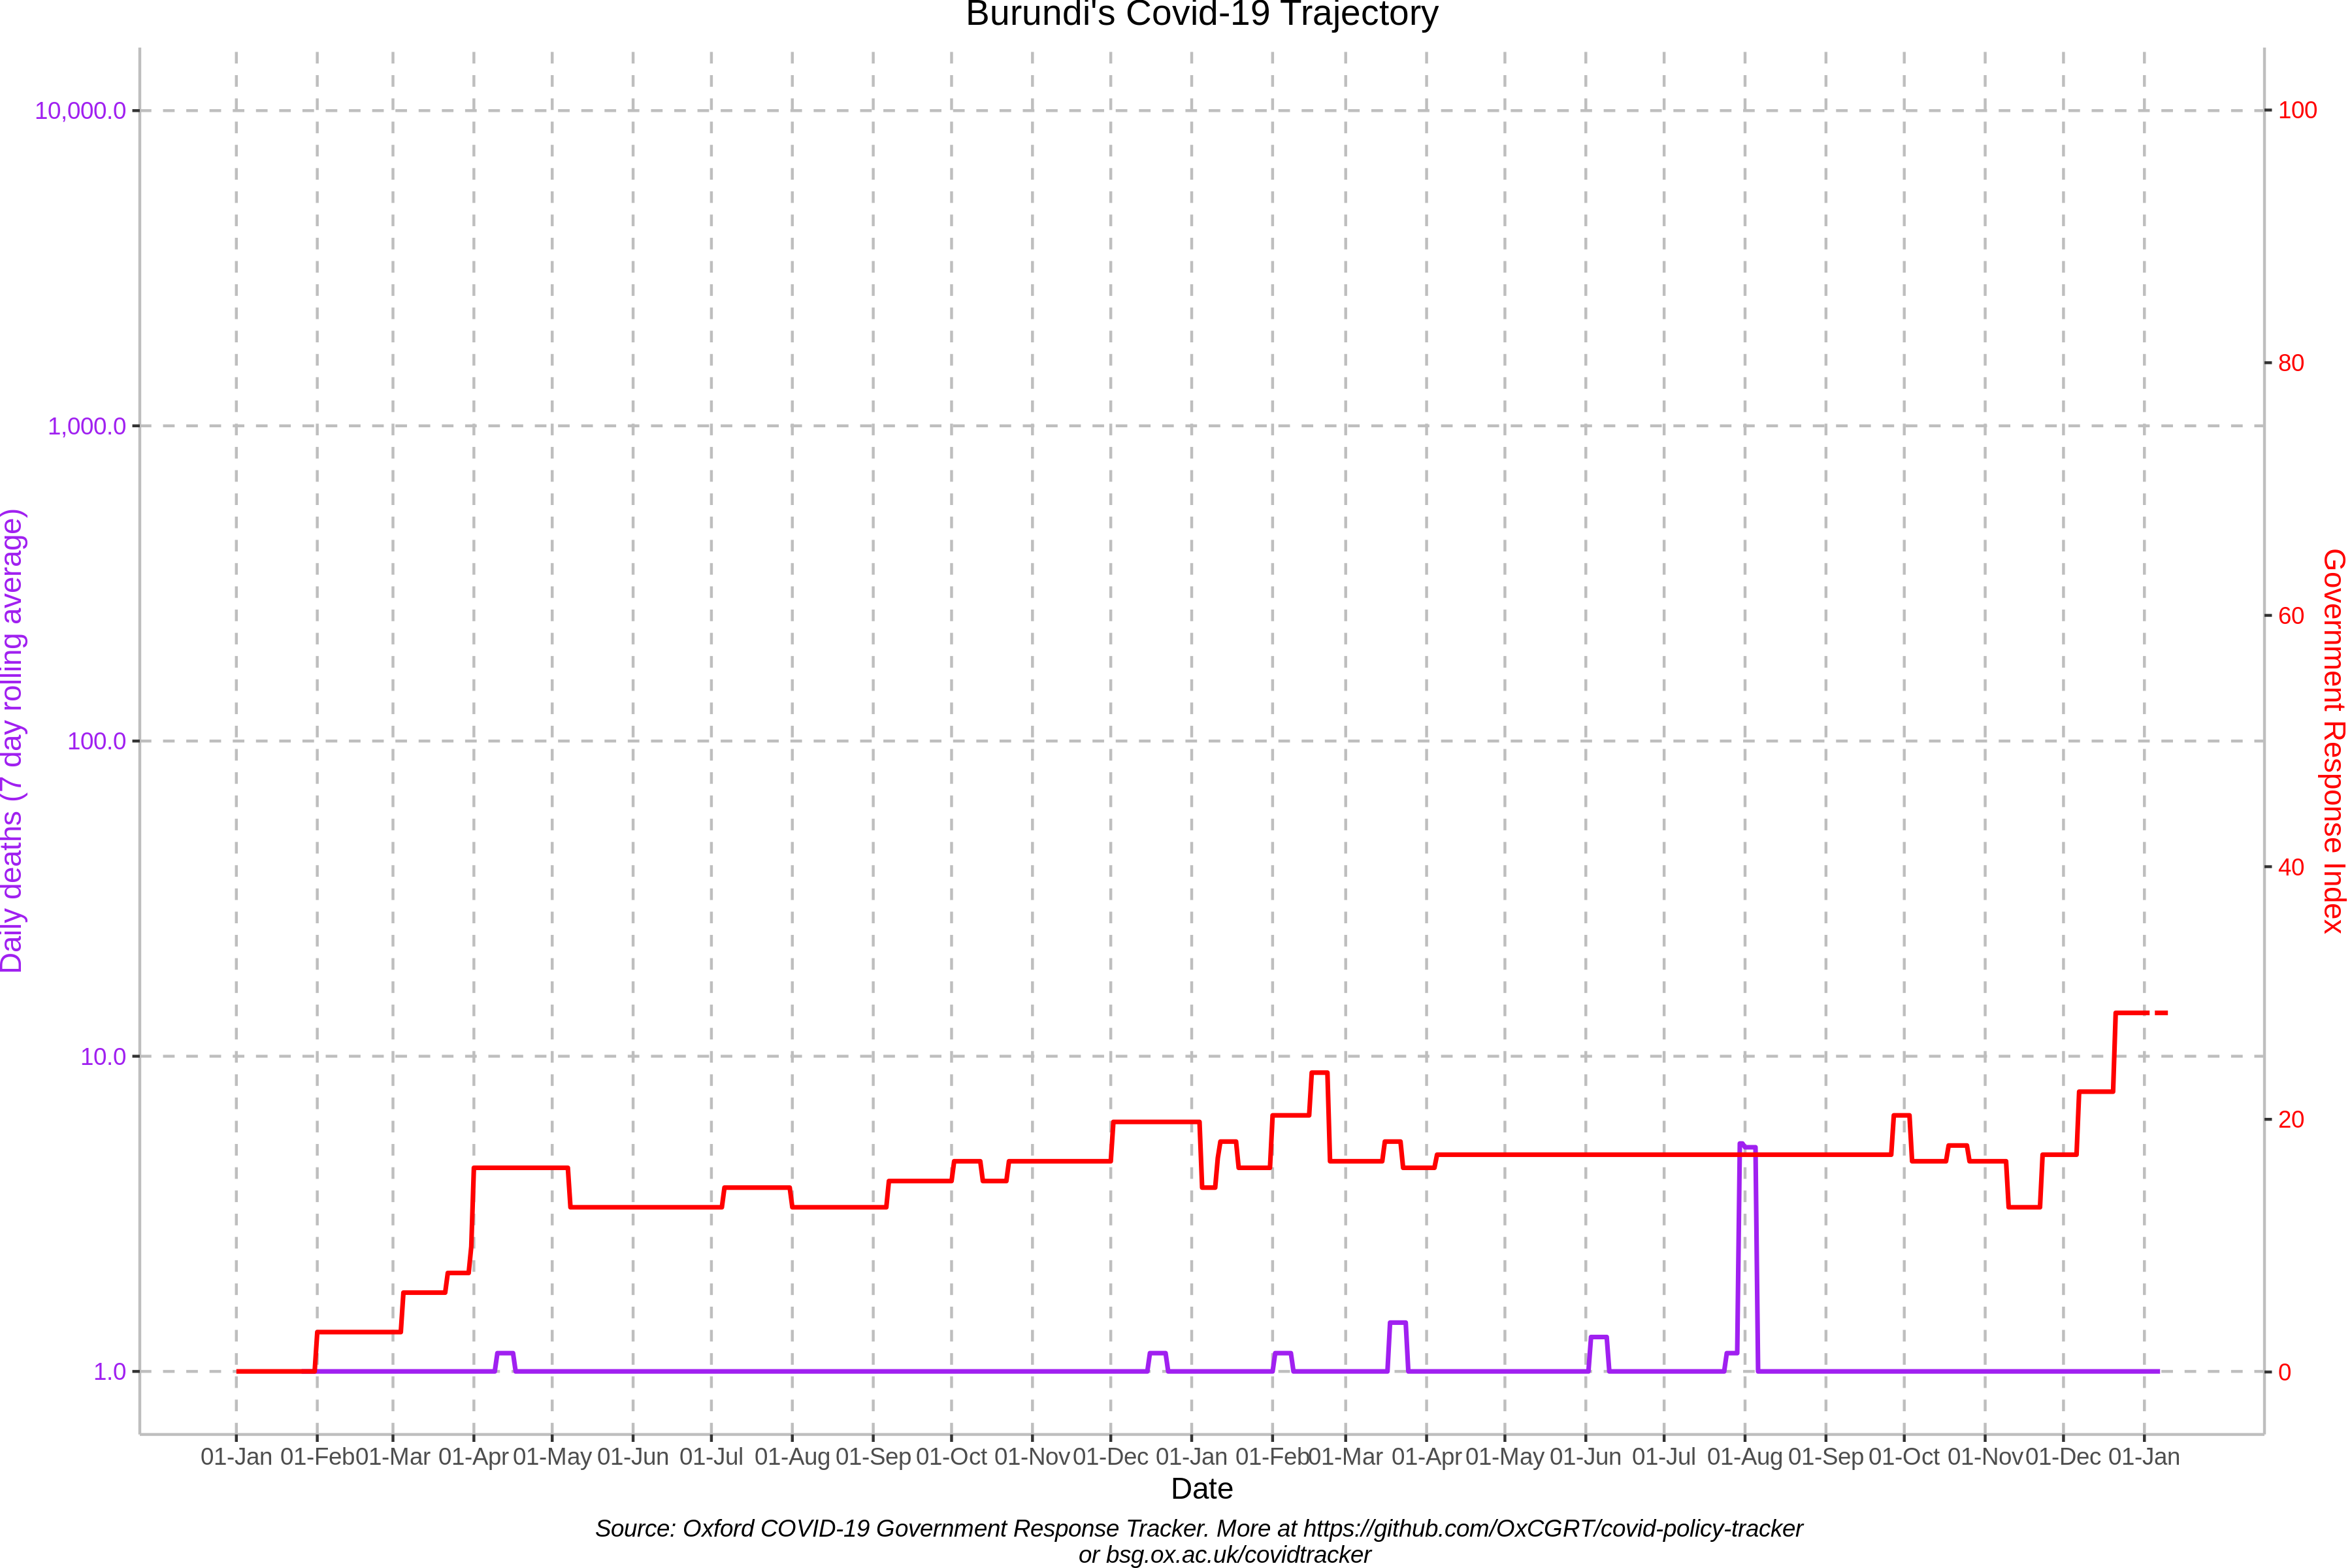 Burundi's Covid-19 Trajectory
10,000.0
1,000.0
100.0
10.0
1.0
Daily deaths (7 day rolling average)
100
80
60
40
20
0
Government Response Index
01-Jan 01-Feb 01-Mar 01-Apr 01-May 01-Jun 01-Jul 01-Aug 01-Sep 01-Oct 01-Nov 01-Dec 01-Jan 01-Feb 01-Mar 01-Apr 01-May 01-Jun 01-Jul 01-Aug 01-Sep 01-Oct 01-Nov 01-Dec 01-Jan
Date
Source: Oxford COVID-19 Government Response Tracker. More at https://github.com/OxCGRT/covid-policy-tracker
or bsg.ox.ac.uk/covidtracker